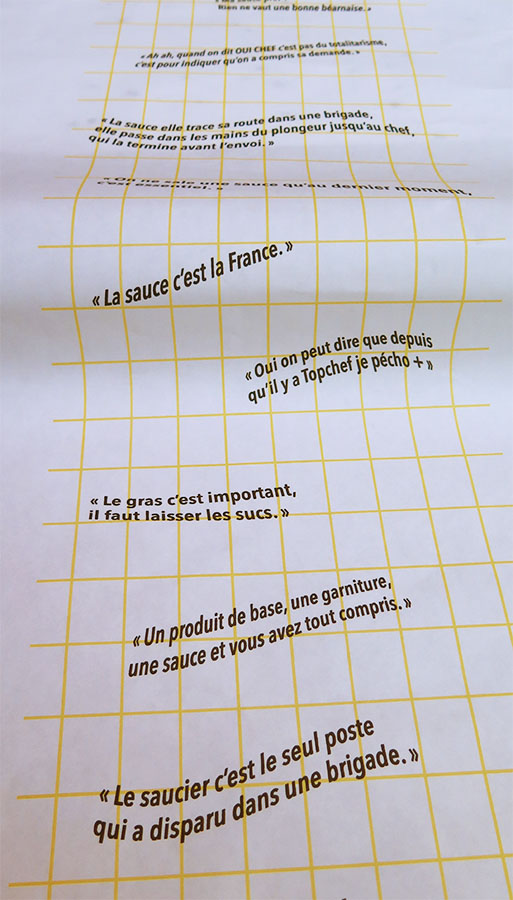 Rien ne vaut une bonne béarnaise. »
« Ah ah, quand on dit OUI CHEF c'est pas du totalitarisme,
c'est pour indiquer qu'on a compris sa demande. »
« La sauce elle trace sa route dans une brigade,
elle passe dans les mains du plongeur jusqu'au chef,
qui la termine avant l'envoi. »
« On ne sale une sauce qu'au dernier moment,
c'est essentiel. »
« La sauce c'est la France. »
« Oui on peut dire que depuis
qu'il y a Topchef je pécho + »
« Le gras c'est important,
il faut laisser les sucs. »
« Un produit de base, une garniture,
une sauce et vous avez tout compris. »
« Le saucier c'est le seul poste
qui a disparu dans une brigade. »